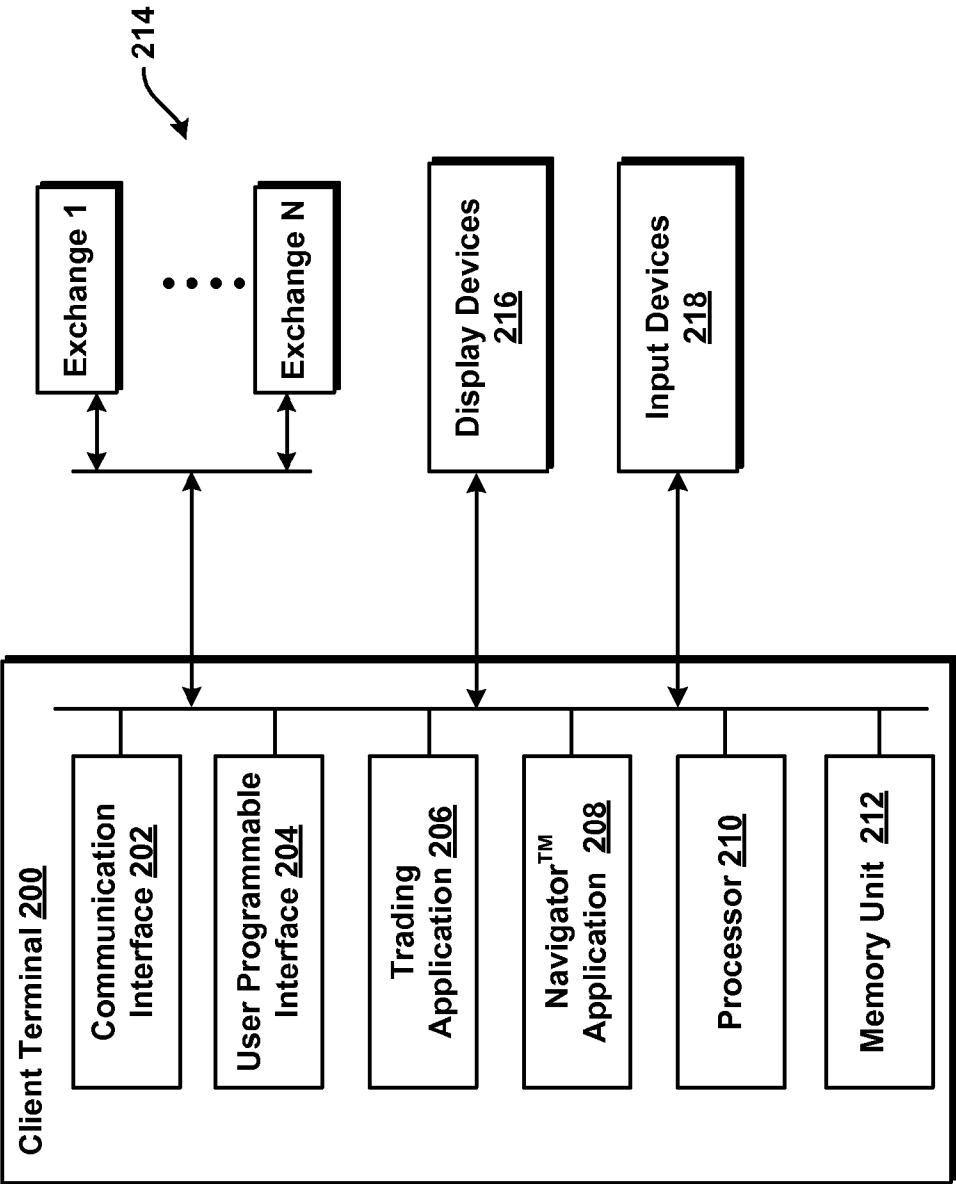 Client Terminal 200
Communication
Interface 202
User Programmable
Interface 204
Trading
Application 206
Navigator™
Application 208
Processor 210
Memory Unit 212
Exchange 1
Exchange N
214
Display Devices
216
Input Devices
218